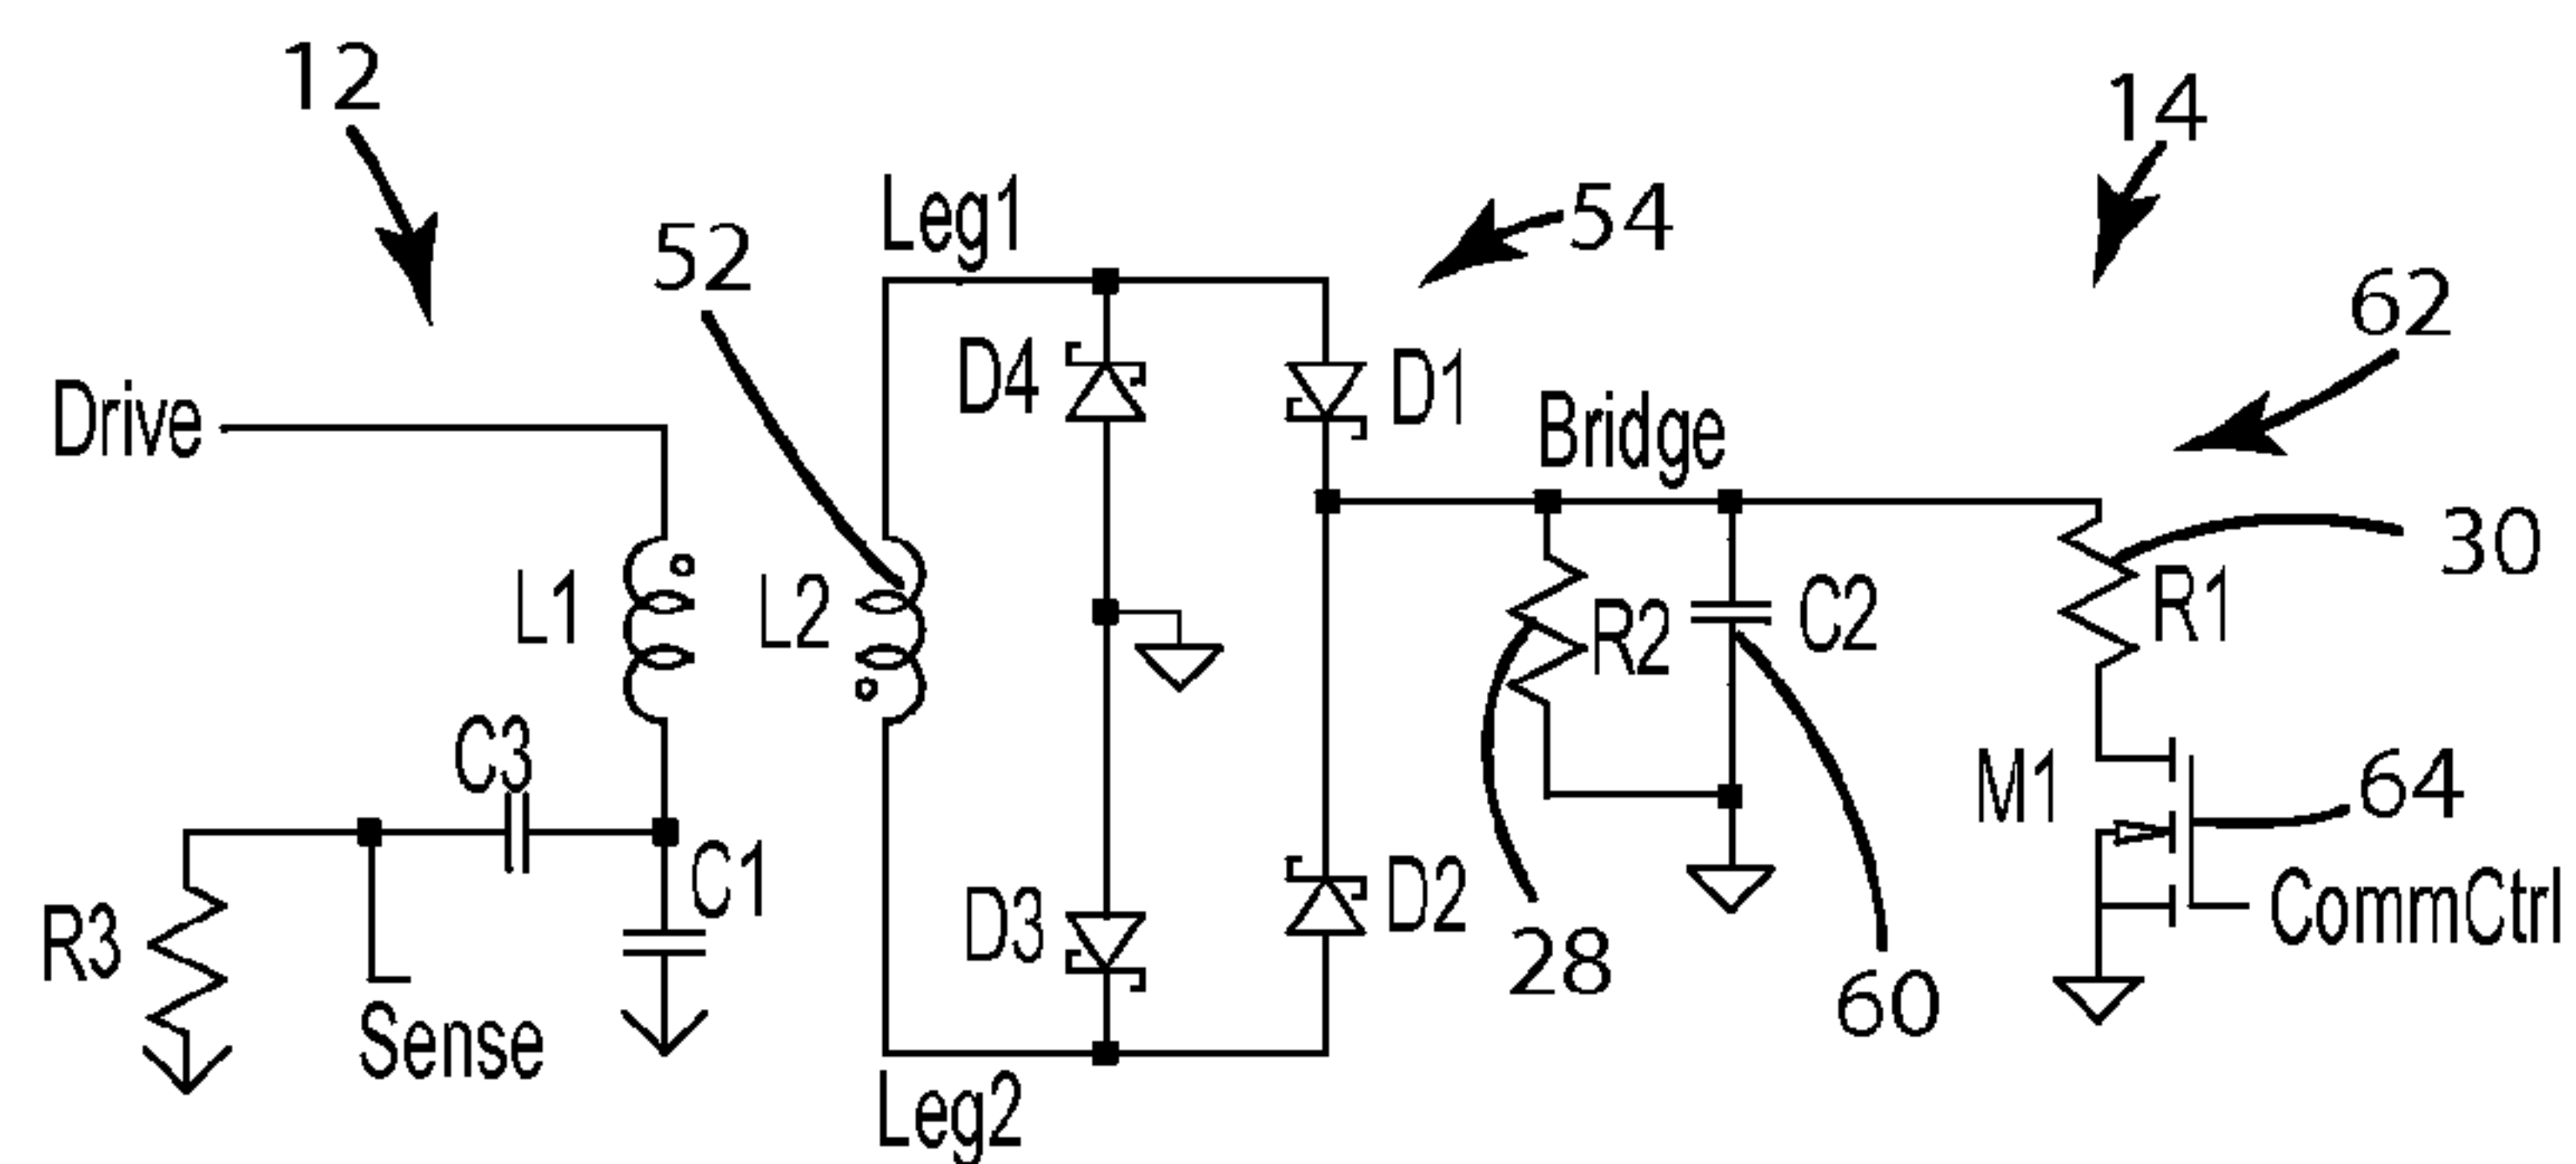 12
14
Leg1
54
52
62
D4
D1
Drive
Bridge
30
L1
L2
R2
C2
R1
C3
M1
64
C1
R3
D3
D2
CommCtrl
28
60
Sense
Leg2